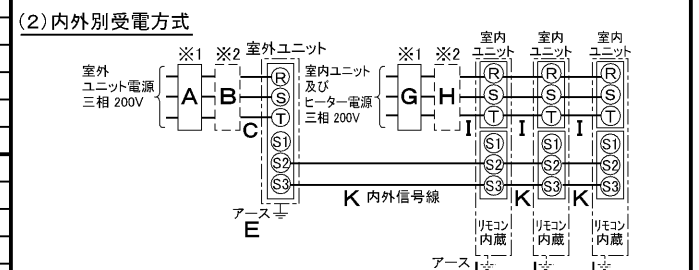 (2)内外別受電方式
※1 ※2 室外ユニット
室外
ユニット電源
三相 200V
A B C
R
S
T
S1
S2
S3
アース
E
※1 ※2
室内ユニット
及び
ヒーター電源
三相 200V
G H I I I
室内
ユニット
室内
ユニット
室内
ユニット
R R R
S S S
T T T
S1 S1 S1
S2 S2 S2
S3 S3 S3
K 内外信号線 K K
リモコン
内蔵
リモコン
内蔵
リモコン
内蔵
アース